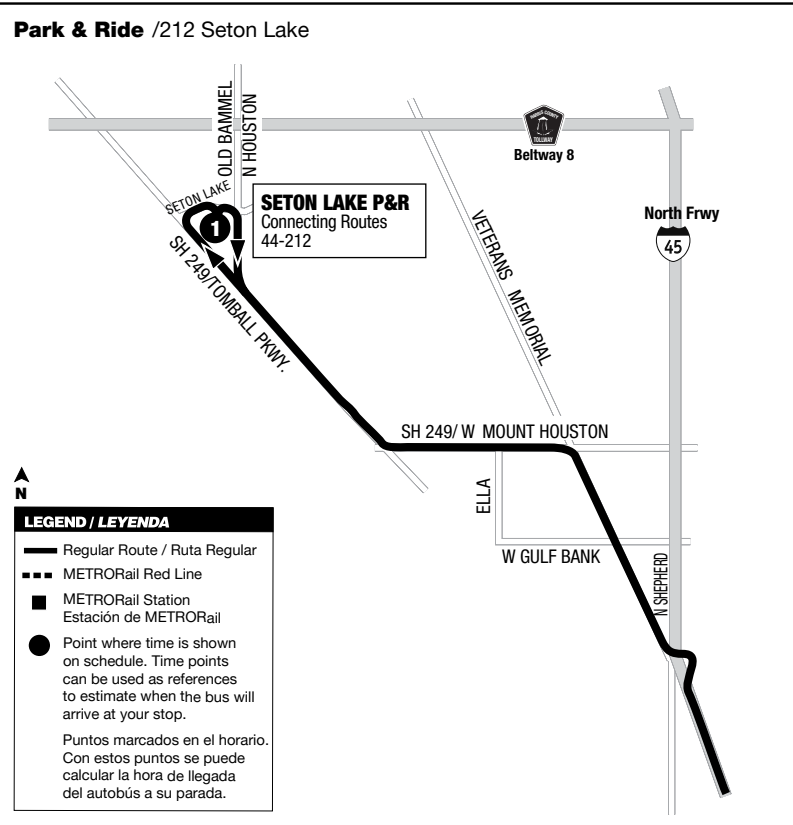 Park & Ride /212 Seton Lake
OLD BAMMEL
N HOUSTON
HARRIS COUNTY
TOLLWAY
Beltway 8
SETON LAKE
1
SETON LAKE P&R
Connecting Routes
44-212
North Frwy
45
VETERANS MEMORIAL
SH 249/TOMBALL PKWY.
SH 249/ W MOUNT HOUSTON
ELLA
W GULF BANK
N SHEPHERD
N
LEGEND / LEYENDA
Regular Route / Ruta Regular
METRORail Red Line
METRORail Station
Estación de METRORail
Point where time is shown
on schedule. Time points
can be used as references
to estimate when the bus will
arrive at your stop.
Puntos marcados en el horario.
Con estos puntos se puede
calcular la hora de llegada
del autobús a su parada.